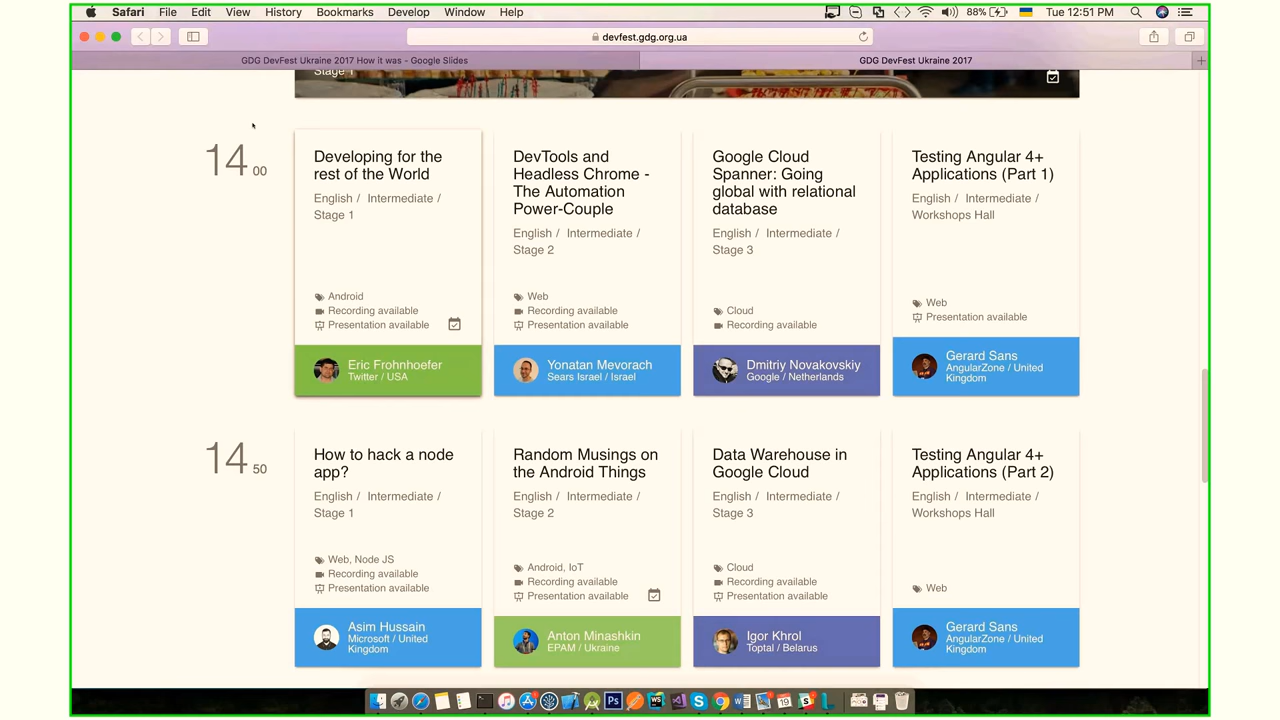 Safari File Edit View History Bookmarks Develop Window Help 88% Tue 12:51 PM
devfest.gdg.org.ua
GDG DevFest Ukraine 2017 How it was - Google Slides
GDG DevFest Ukraine 2017
Stage 1
14 00
Developing for the
rest of the World
English / Intermediate /
Stage 1
Android
Recording available
Presentation available
Eric Frohnhoefer
Twitter / USA
DevTools and
Headless Chrome -
The Automation
Power-Couple
English / Intermediate /
Stage 2
Web
Recording available
Presentation available
Yonatan Mevorach
Sears Israel / Israel
Google Cloud
Spanner: Going
global with relational
database
English / Intermediate /
Stage 3
Cloud
Recording available
Dmitriy Novakovskiy
Google / Netherlands
Testing Angular 4+
Applications (Part 1)
English / Intermediate /
Workshops Hall
Web
Presentation available
Gerard Sans
AngularZone / United
Kingdom
14 50
How to hack a node
app?
English / Intermediate /
Stage 1
Web, Node JS
Recording available
Presentation available
Asim Hussain
Microsoft / United
Kingdom
Random Musings on
the Android Things
English / Intermediate /
Stage 2
Android, IoT
Recording available
Presentation available
Anton Minashkin
EPAM / Ukraine
Data Warehouse in
Google Cloud
English / Intermediate /
Stage 3
Cloud
Recording available
Presentation available
Igor Khrol
Toptal / Belarus
Testing Angular 4+
Applications (Part 2)
English / Intermediate /
Workshops Hall
Web
Gerard Sans
AngularZone / United
Kingdom
Ps
WS
19